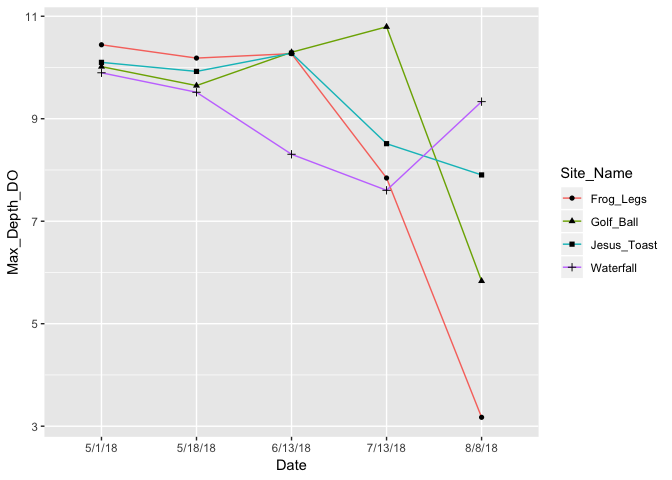 11
9
7
5
3
Max_Depth_DO
5/1/18 5/18/18 6/13/18 7/13/18 8/8/18
Date
Site_Name
Frog_Legs
Golf_Ball
Jesus_Toast
Waterfall